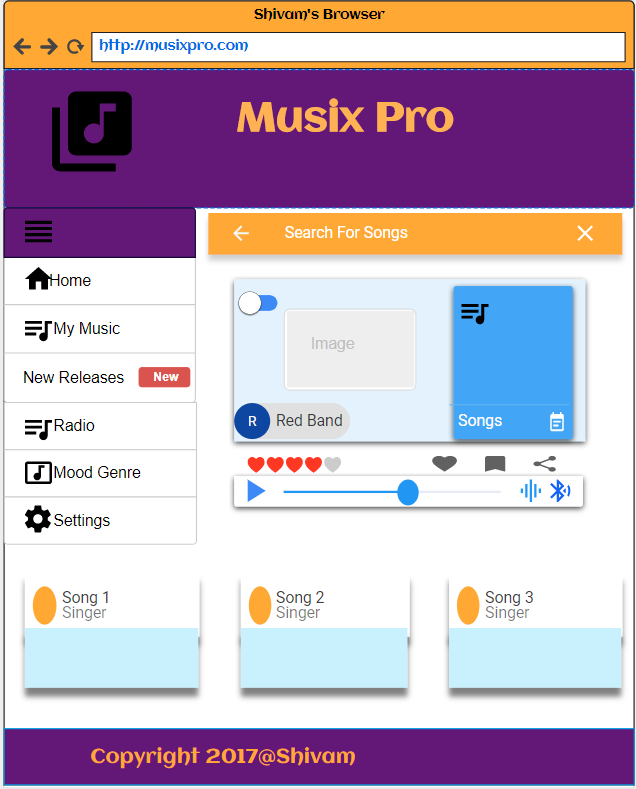 Shivam's Browser
http://musixpro.com
Musix Pro
Home
My Music
New Releases New
Radio
Mood Genre
Settings
Search For Songs
Image
R Red Band
Songs
Song 1
Singer
Song 2
Singer
Song 3
Singer
Copyright 2017@Shivam